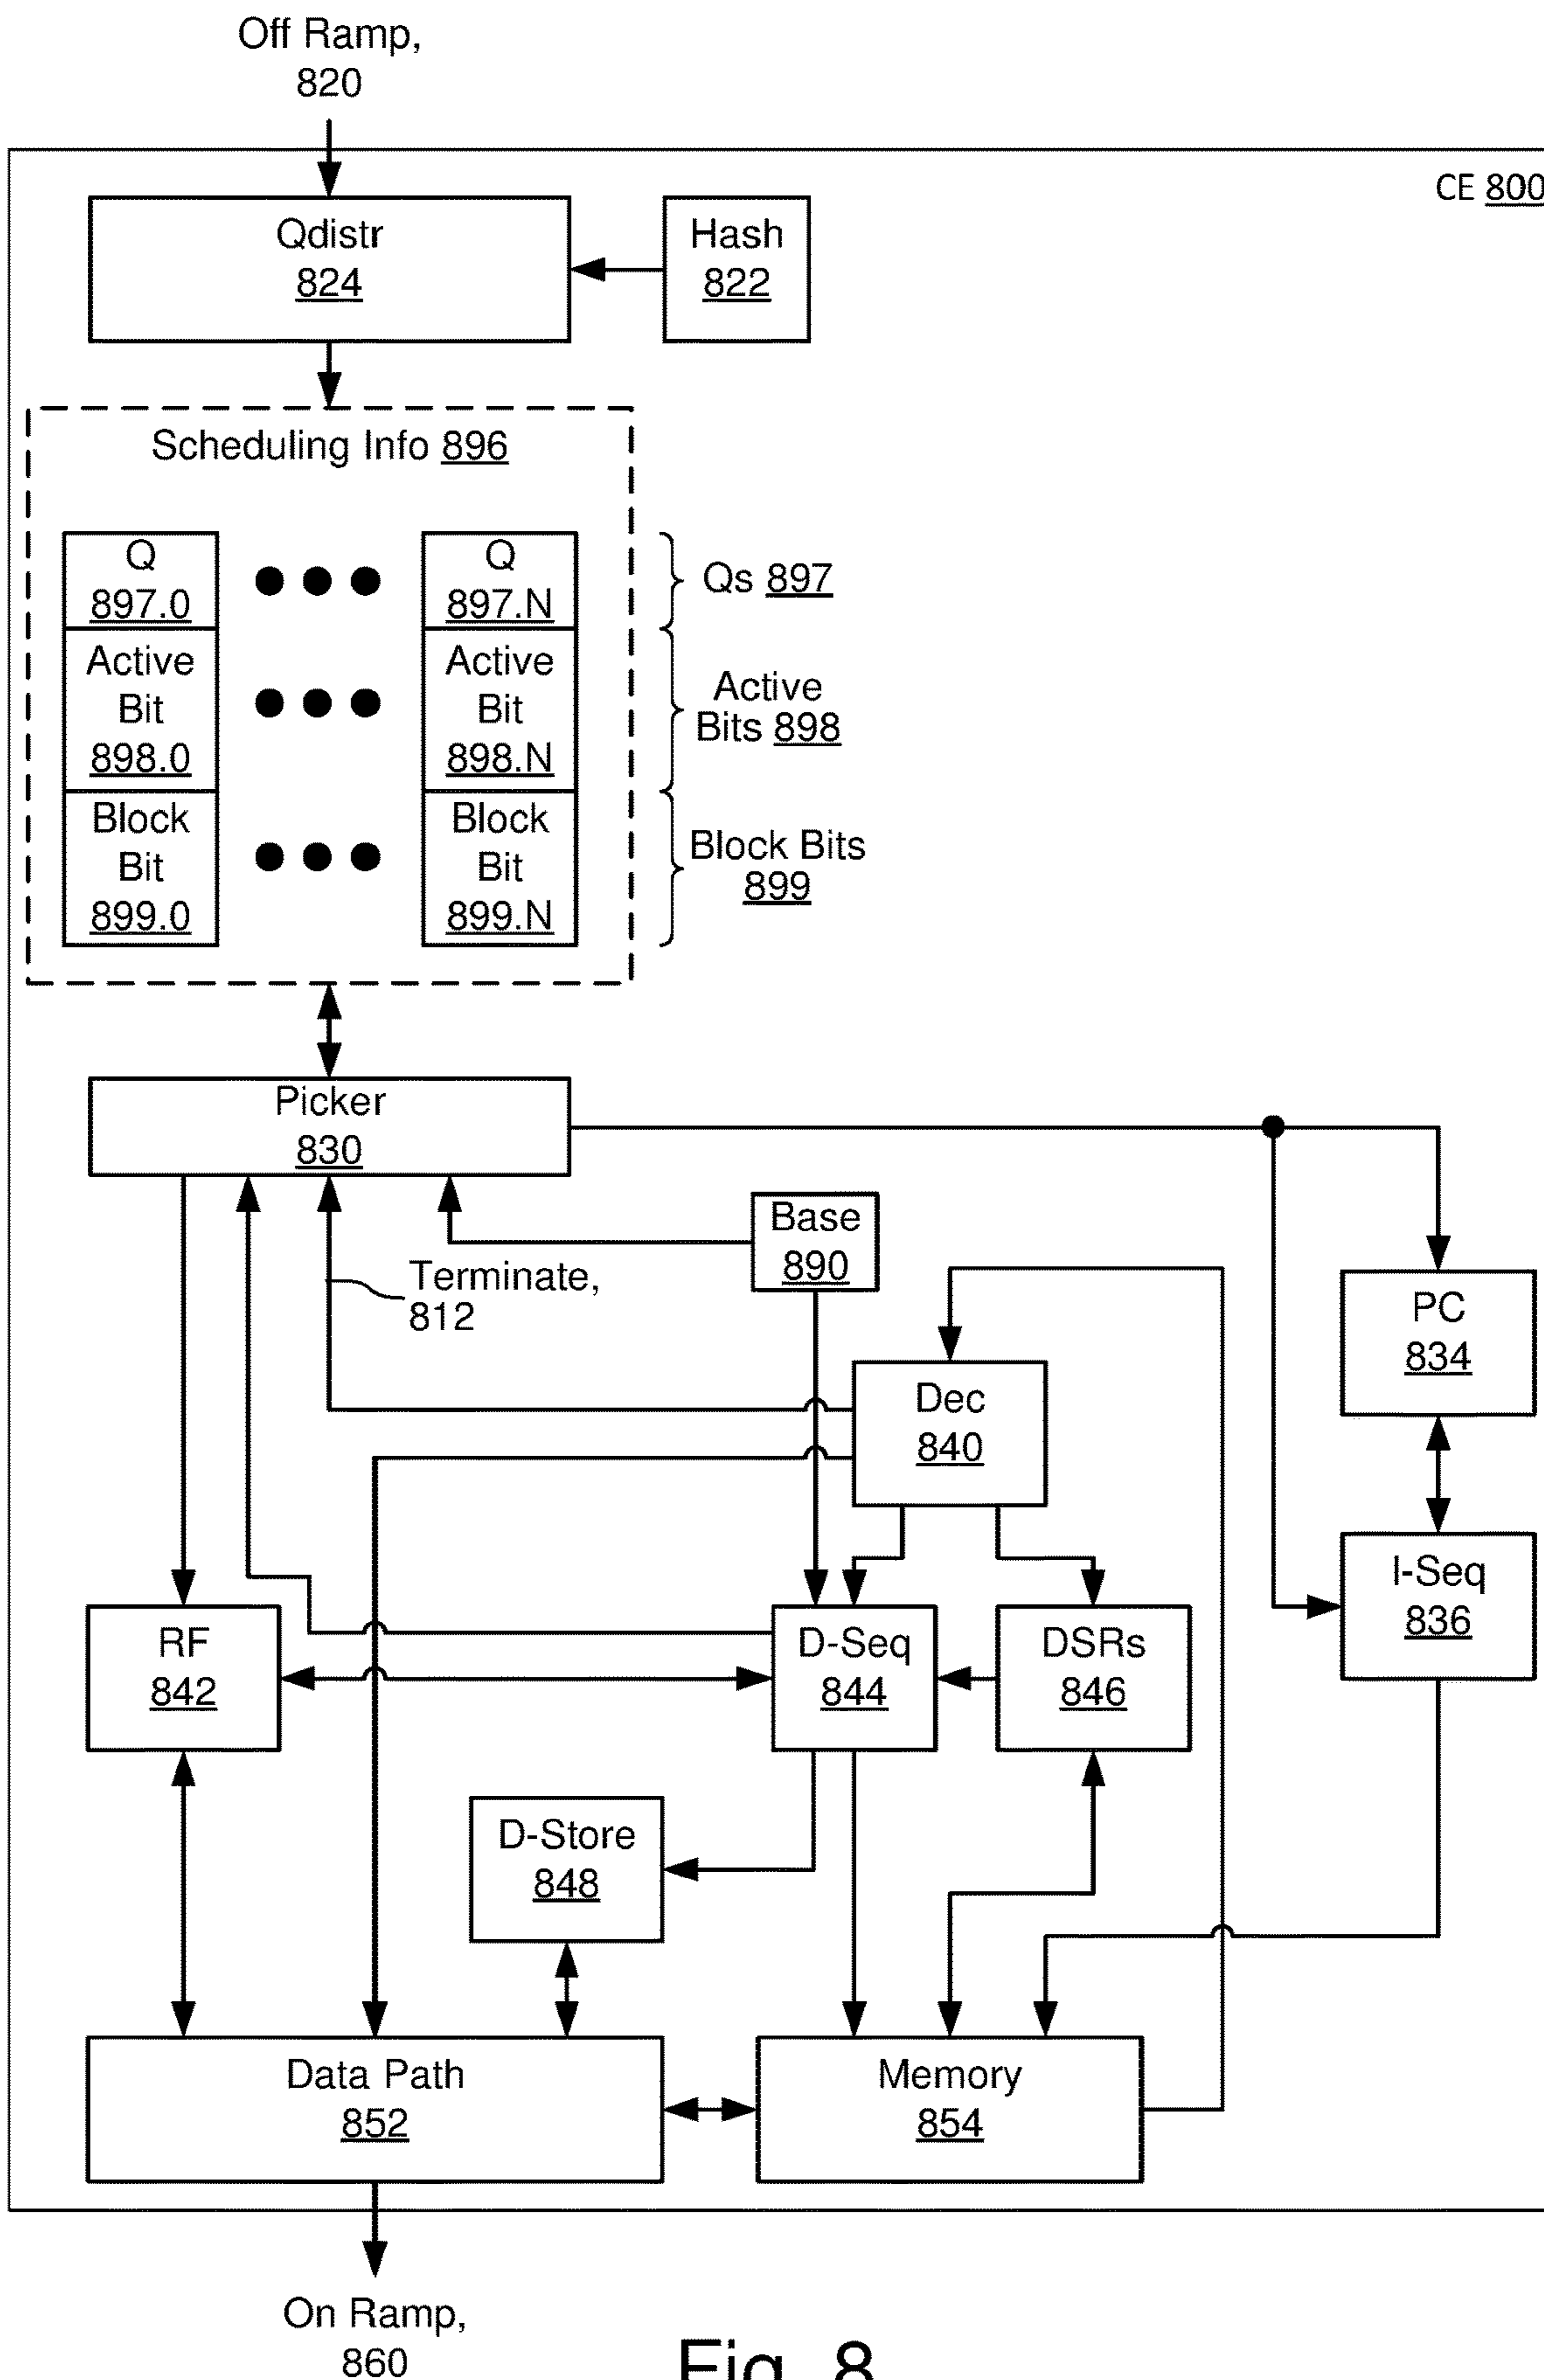 Off Ramp,
820
CE 800
Qdistr
824
Hash
822
Scheduling Info 896
Q
897.0
Q
897.N
Qs 897
Active
Bit
898.0
Active
Bit
898.N
Active
Bits 898
Block
Bit
899.0
Block
Bit
899.N
Block Bits
899
Picker
830
Base
890
Terminate,
812
PC
834
Dec
840
I-Seq
836
RF
842
D-Seq
844
DSRs
846
D-Store
848
Data Path
852
Memory
854
On Ramp,
860
Fig. 8